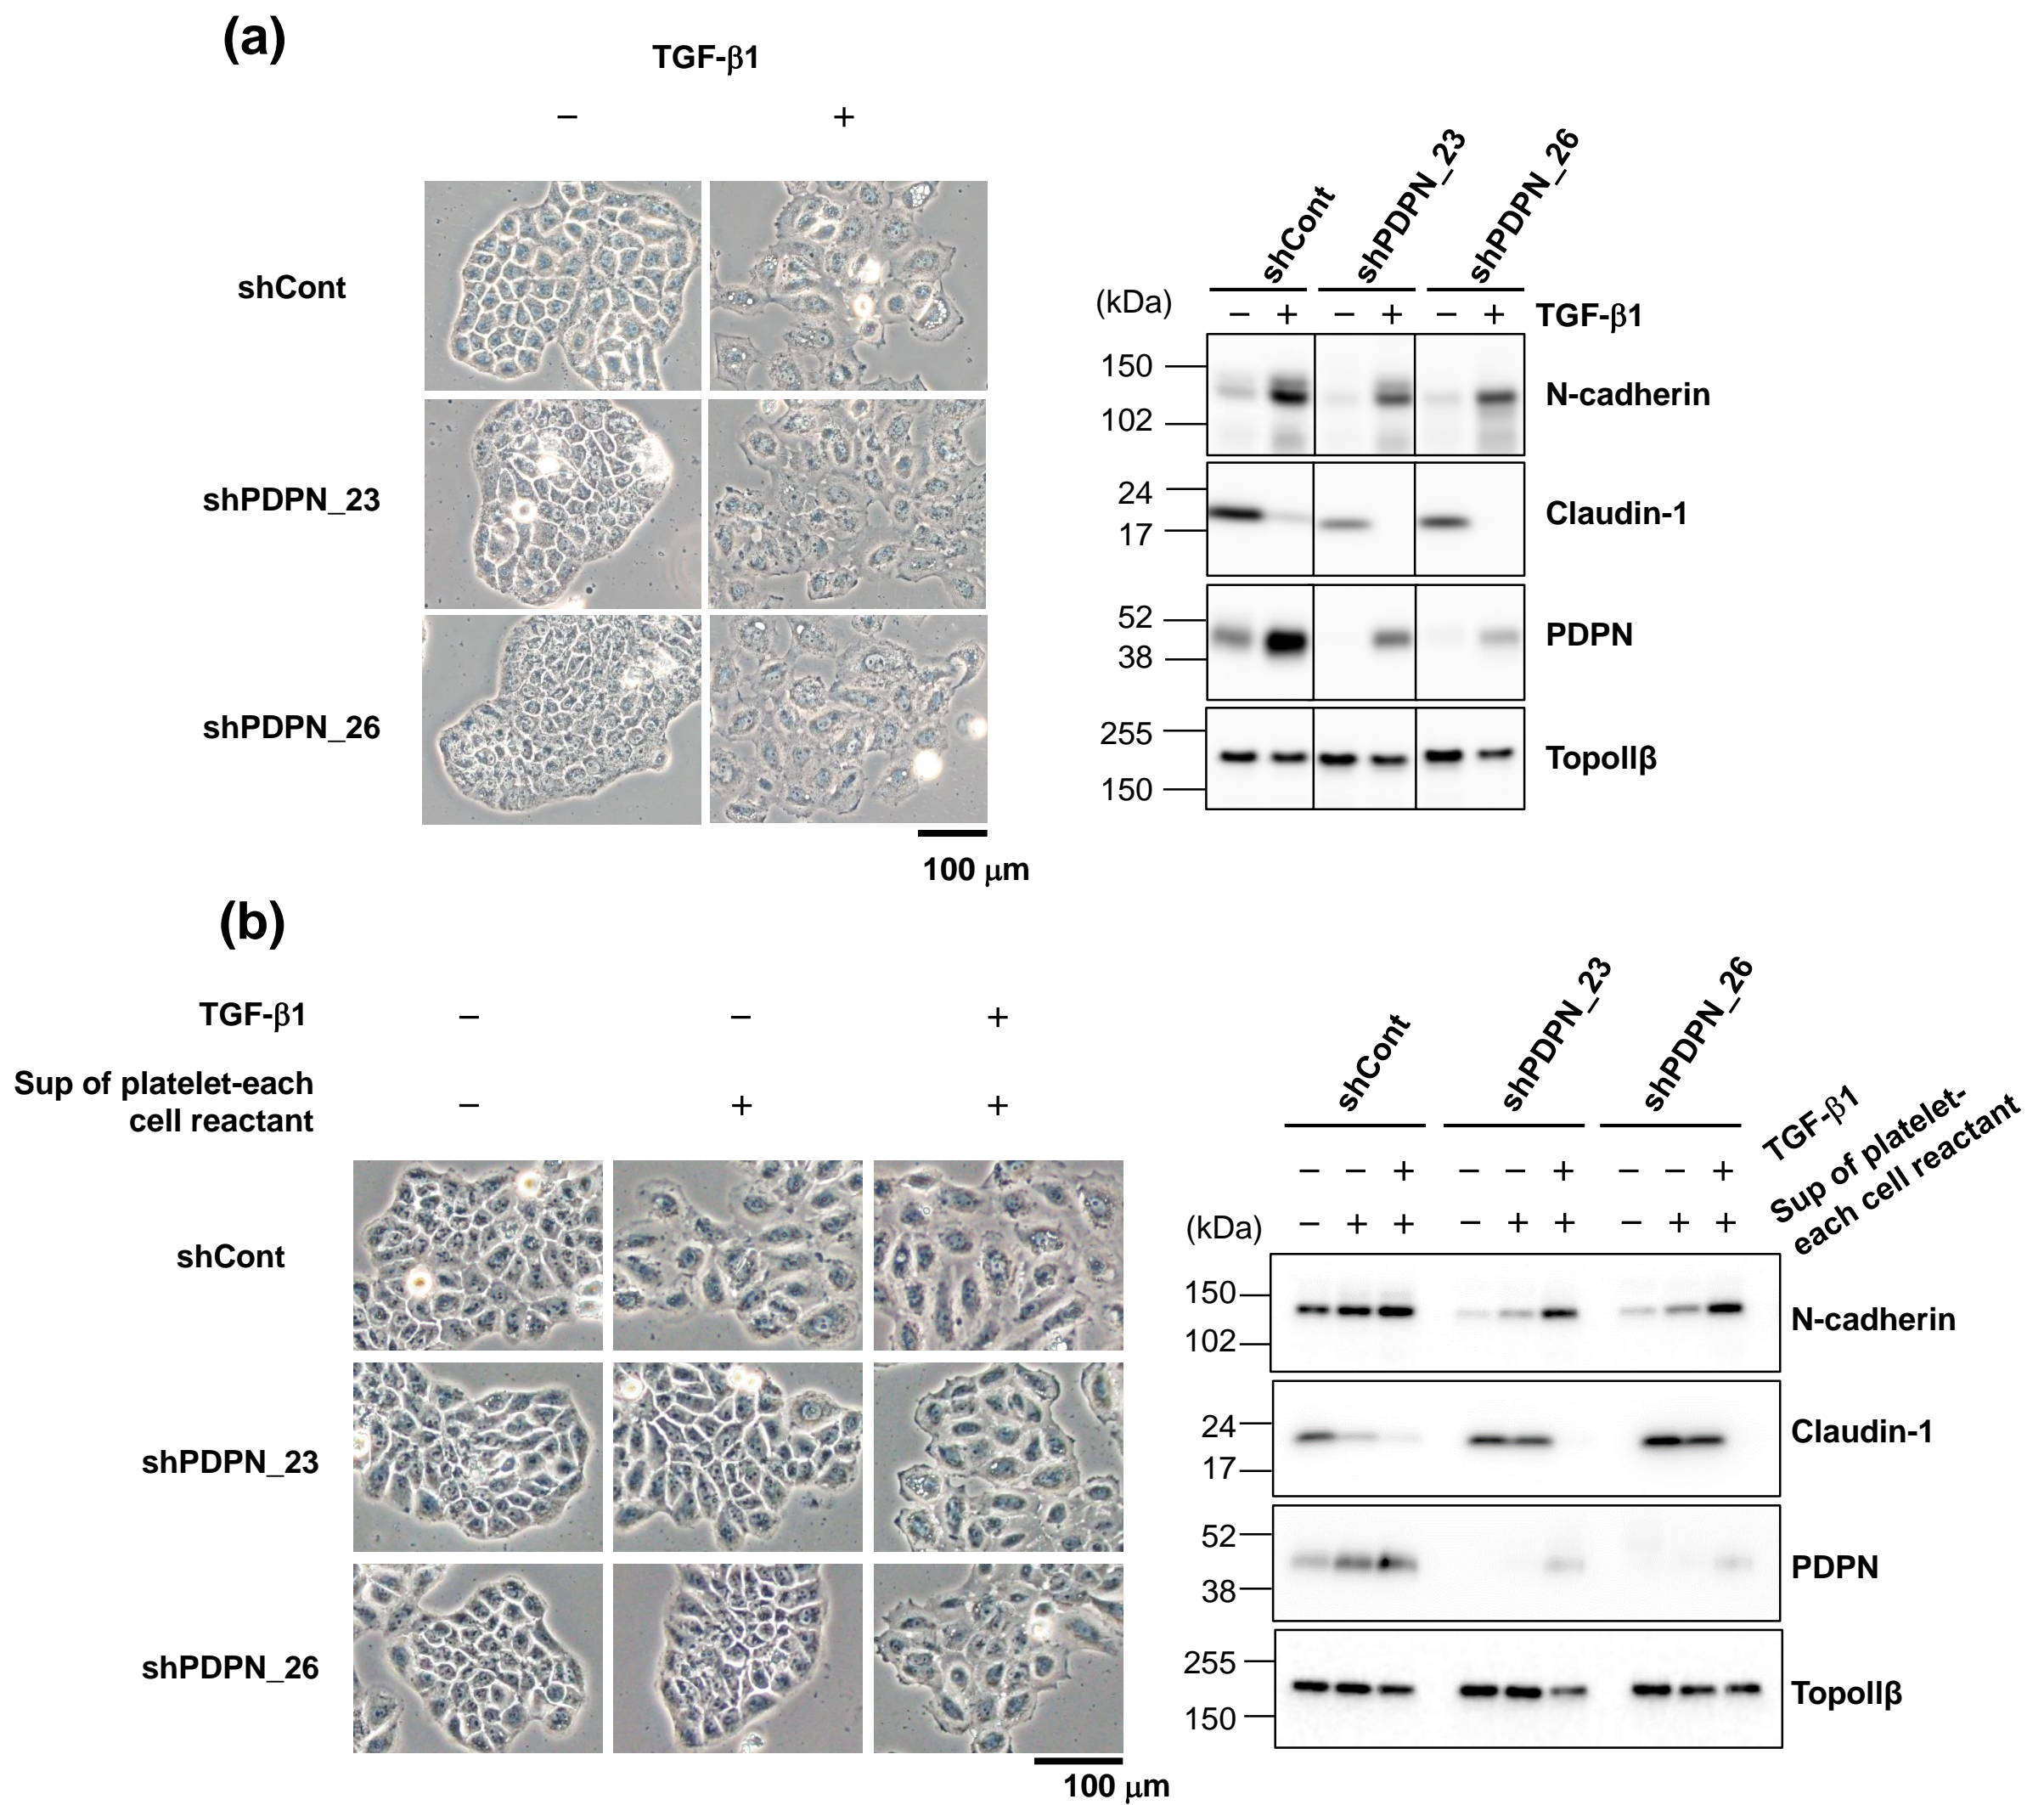 (a)
TGF-β1
− +
shCont
shPDPN_23
shPDPN_26
100 μm
shCont shPDPN_23 shPDPN_26
(kDa) − + − + − + TGF-β1
150
102
N-cadherin
24
17
Claudin-1
52
38
PDPN
255
150
TopoIIβ
(b)
TGF-β1 − − +
Sup of platelet-each
cell reactant
− + +
shCont
shPDPN_23
shPDPN_26
100 μm
shCont shPDPN_23 shPDPN_26
− − + − − + − − + TGF-β1
(kDa) − + + − + + − + + Sup of platelet-
each cell reactant
150
102
N-cadherin
24
17
Claudin-1
52
38
PDPN
255
150
TopoIIβ